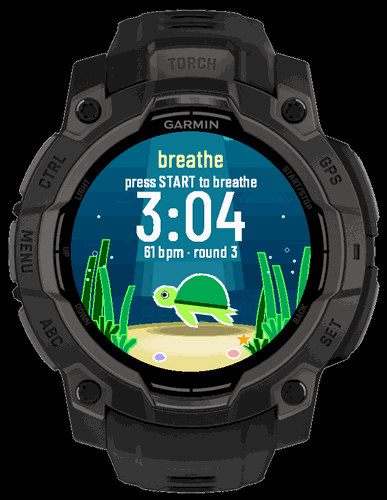 TORCH
GARMIN
CTRL
GPS
LIGHT
START/STOP
breathe
press START to breathe
3:04
61 bpm · round 3
MENU
UP
ABC
DOWN
BACK
SET